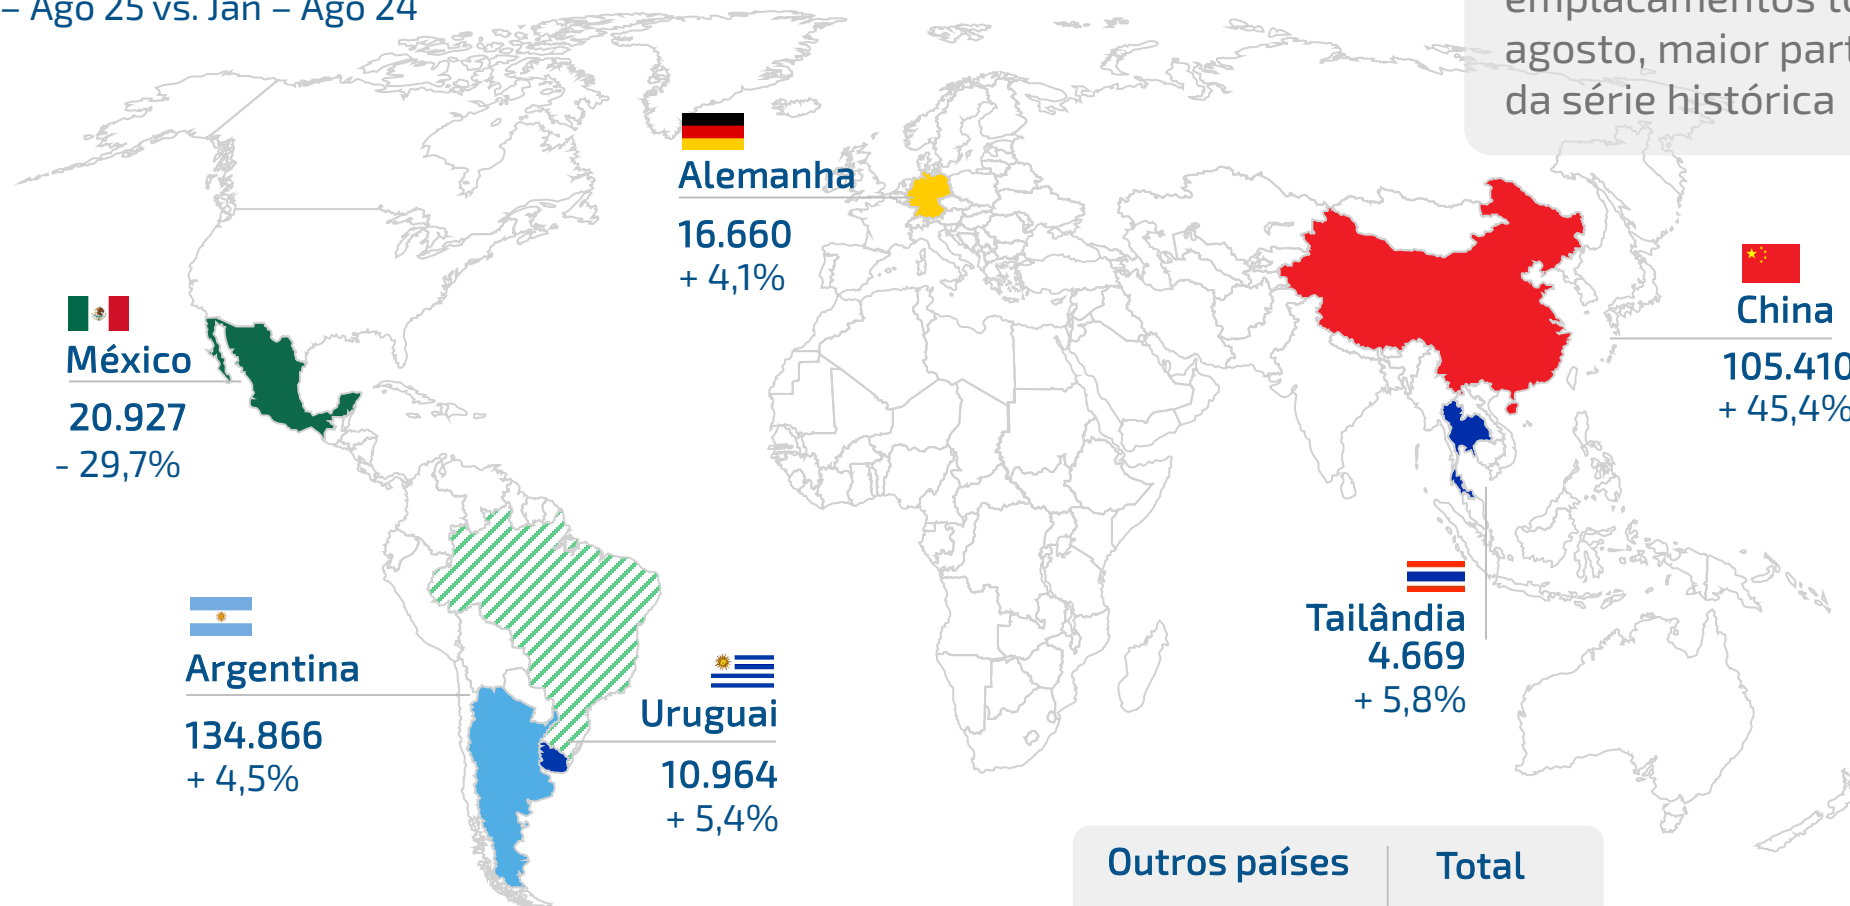 – Ago 25 vs. Jan – Ago 24
emplacamentos
agosto, maior part
da série histórica
Alemanha
16.660
+ 4,1%
China
105.410
+ 45,4%
México
20.927
- 29,7%
Tailândia
4.669
+ 5,8%
Argentina
134.866
+ 4,5%
Uruguai
10.964
+ 5,4%
Outros países
Total